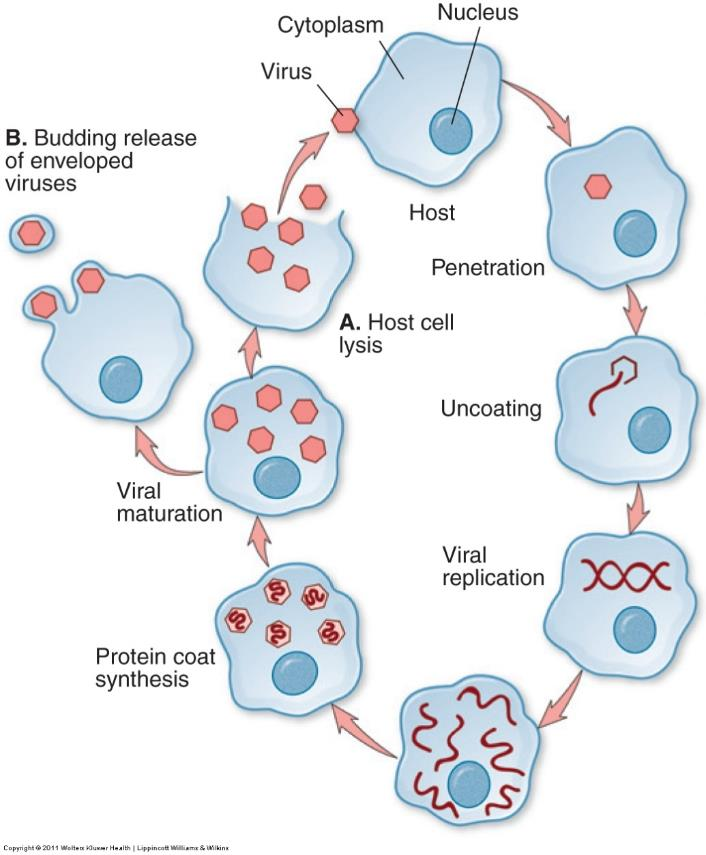 Nucleus
Cytoplasm
Virus
B. Budding release
of enveloped
viruses
Host
Penetration
A. Host cell
lysis
Uncoating
Viral
maturation
Viral
replication
Protein coat
synthesis
Copyright © 2011 Wolters Kluwer Health | Lippincott Williams & Wilkins